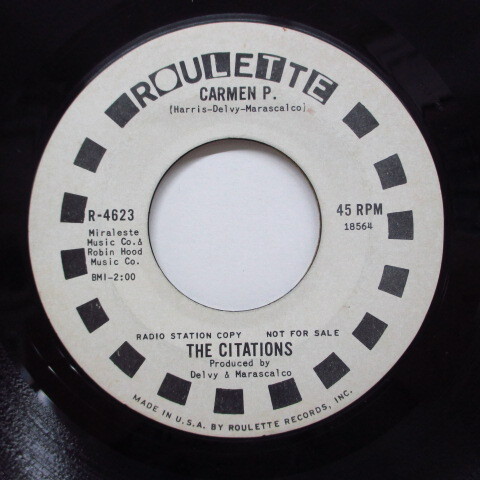 ROULETTE
CARMEN P.
(Harris-Delvy-Marascalco)
R-4623
Miraleste
Music Co.&
Robin Hood
Music Co.
BMI-2:00
45 RPM
18564
RADIO STATION COPY NOT FOR SALE
THE CITATIONS
Produced by
Delvy & Marascalco
MADE IN U.S.A. BY ROULETTE RECORDS, INC.